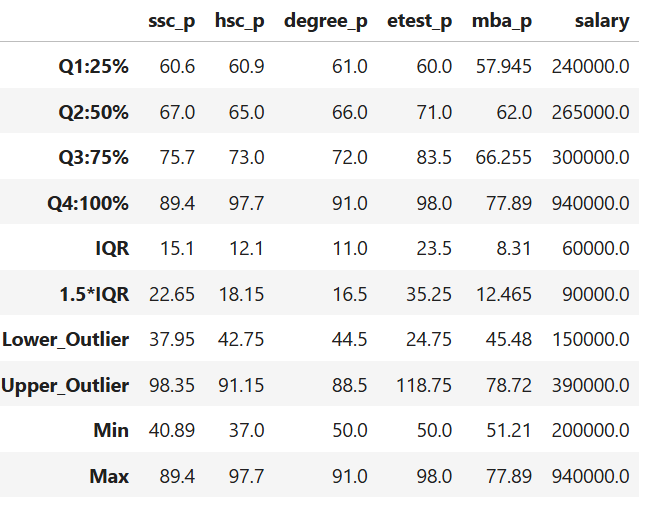 ssc_p hsc_p degree_p etest_p mba_p salary
Q1:25% 60.6 60.9 61.0 60.0 57.945 240000.0
Q2:50% 67.0 65.0 66.0 71.0 62.0 265000.0
Q3:75% 75.7 73.0 72.0 83.5 66.255 300000.0
Q4:100% 89.4 97.7 91.0 98.0 77.89 940000.0
IQR 15.1 12.1 11.0 23.5 8.31 60000.0
1.5*IQR 22.65 18.15 16.5 35.25 12.465 90000.0
Lower_Outlier 37.95 42.75 44.5 24.75 45.48 150000.0
Upper_Outlier 98.35 91.15 88.5 118.75 78.72 390000.0
Min 40.89 37.0 50.0 50.0 51.21 200000.0
Max 89.4 97.7 91.0 98.0 77.89 940000.0